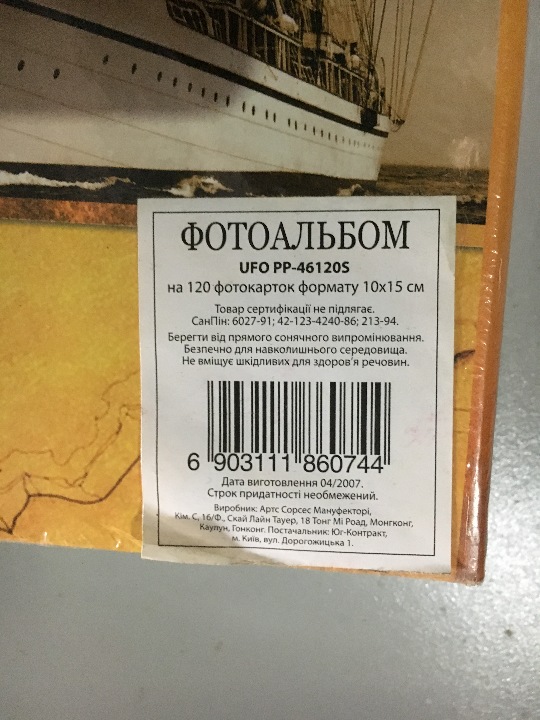 ФОТОАЛЬБОМ
UFO PP-46120S
на 120 фотокарток формату 10x15 см
Товар сертифікації не підлягає.
СанПін: 6027-91; 42-123-4240-86; 213-94.
Берегти від прямого сонячного випромінювання.
Безпечно для навколишнього середовища.
Не вміщує шкідливих для здоров'я речовин.
6 903111 860744
Дата виготовлення 04/2007.
Строк придатності необмежений.
Виробник: Артс Сорсес Мануфекторі,
Кім. С, 16/Ф., Скай Лайн Тауер, 18 Тонг Мі Роад, Монгконг,
Каулун, Гонконг. Постачальник: Юг-Контракт,
м. Київ, вул. Дорогожицька 1.